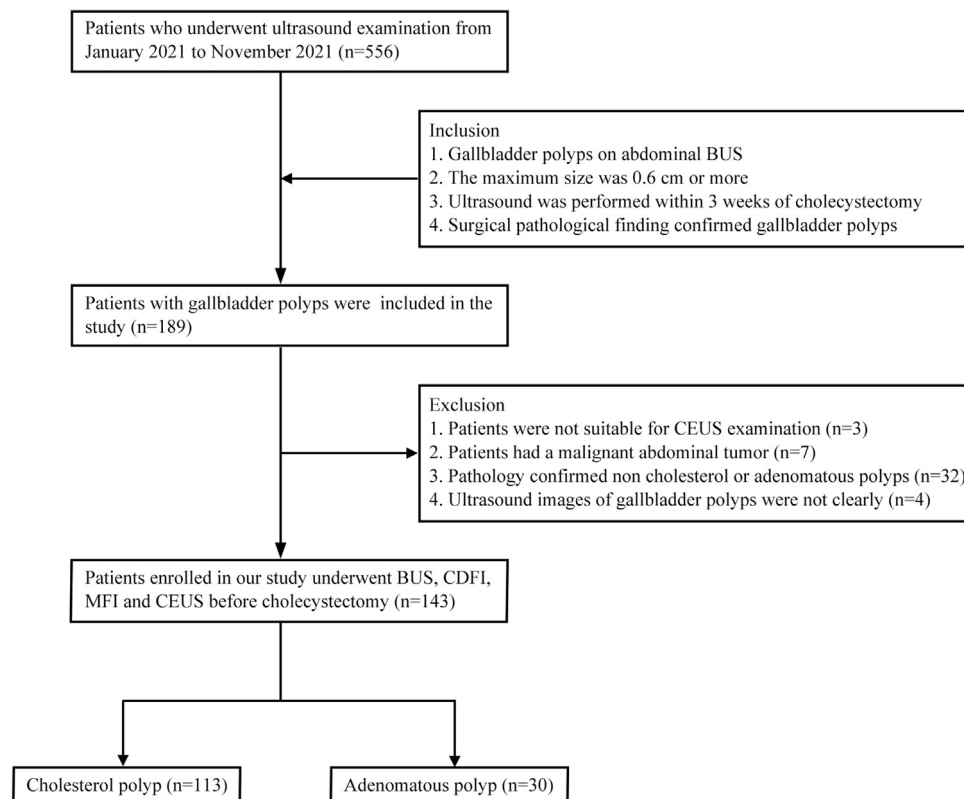 Patients who underwent ultrasound examination from
January 2021 to November 2021 (n=556)
Inclusion
1. Gallbladder polyps on abdominal BUS
2. The maximum size was 0.6 cm or more
3. Ultrasound was performed within 3 weeks of cholecystectomy
4. Surgical pathological finding confirmed gallbladder polyps
Patients with gallbladder polyps were included in the
study (n=189)
Exclusion
1. Patients were not suitable for CEUS examination (n=3)
2. Patients had a malignant abdominal tumor (n=7)
3. Pathology confirmed non cholesterol or adenomatous polyps (n=32)
4. Ultrasound images of gallbladder polyps were not clearly (n=4)
Patients enrolled in our study underwent BUS, CDFI,
MFI and CEUS before cholecystectomy (n=143)
Cholesterol polyp (n=113)
Adenomatous polyp (n=30)